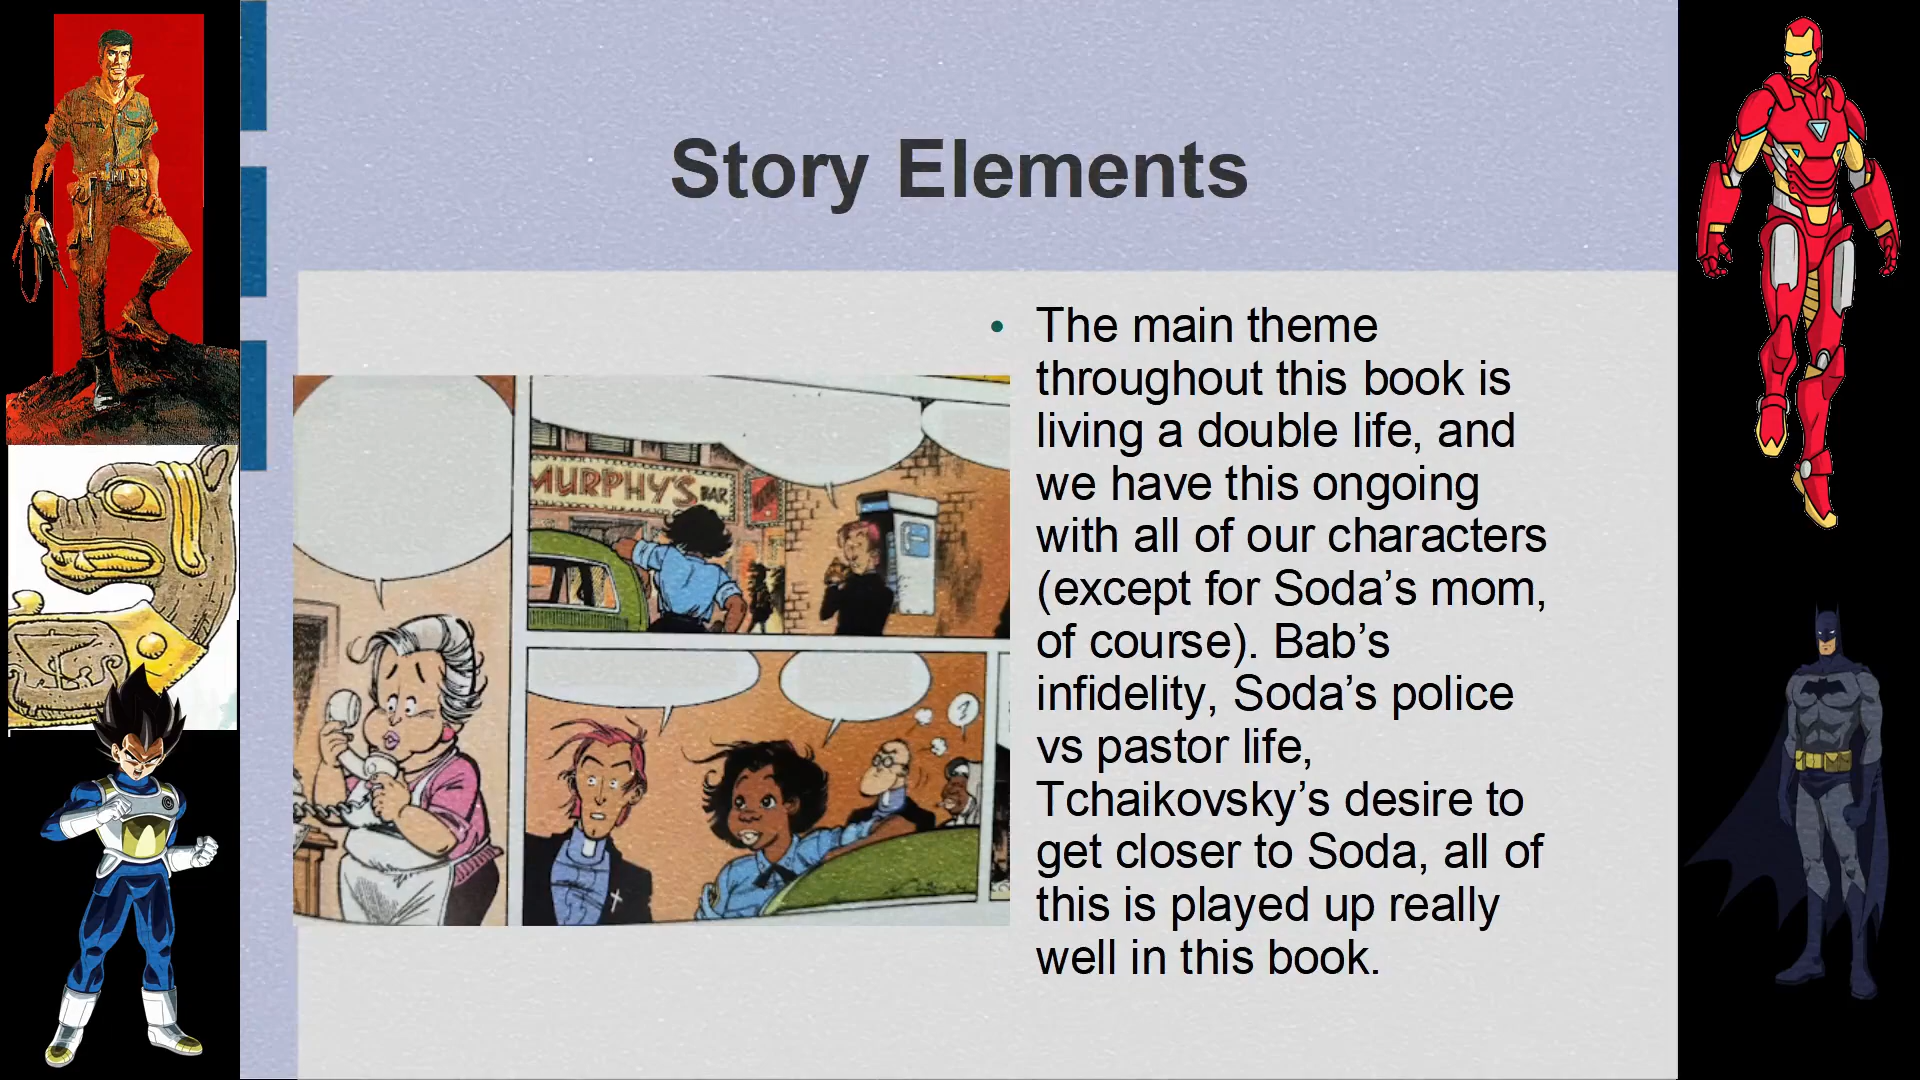 Story Elements
• The main theme
throughout this book is
living a double life, and
we have this ongoing
with all of our characters
(except for Soda’s mom,
of course). Bab’s
infidelity, Soda’s police
vs pastor life,
Tchaikovsky’s desire to
get closer to Soda, all of
this is played up really
well in this book.
MURPHY'S BAR
?